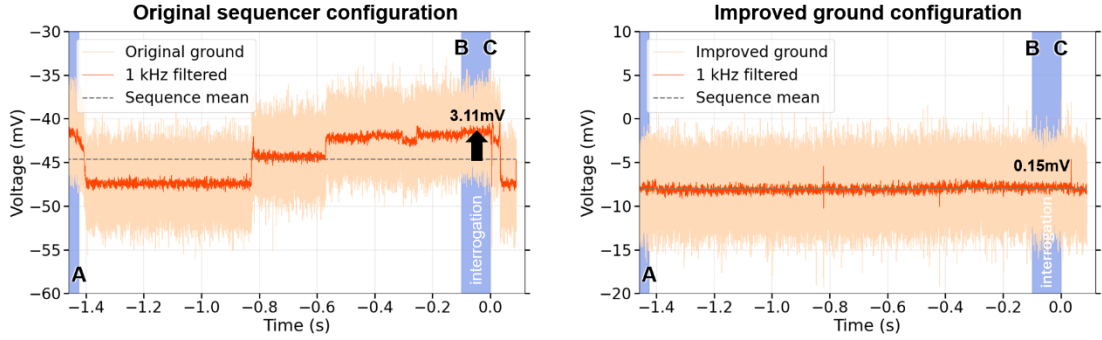 Original sequencer configuration
−30
−35
−40
−45
−50
−55
−60
Voltage (mV)
Original ground
1 kHz filtered
Sequence mean
A
B
C
3.11mV
interrogation
−1.4
−1.2
−1.0
−0.8
−0.6
−0.4
−0.2
0.0
Time (s)
Improved ground configuration
10
5
0
−5
−10
−15
−20
Voltage (mV)
Improved ground
1 kHz filtered
Sequence mean
A
B
C
0.15mV
interrogation
−1.4
−1.2
−1.0
−0.8
−0.6
−0.4
−0.2
0.0
Time (s)